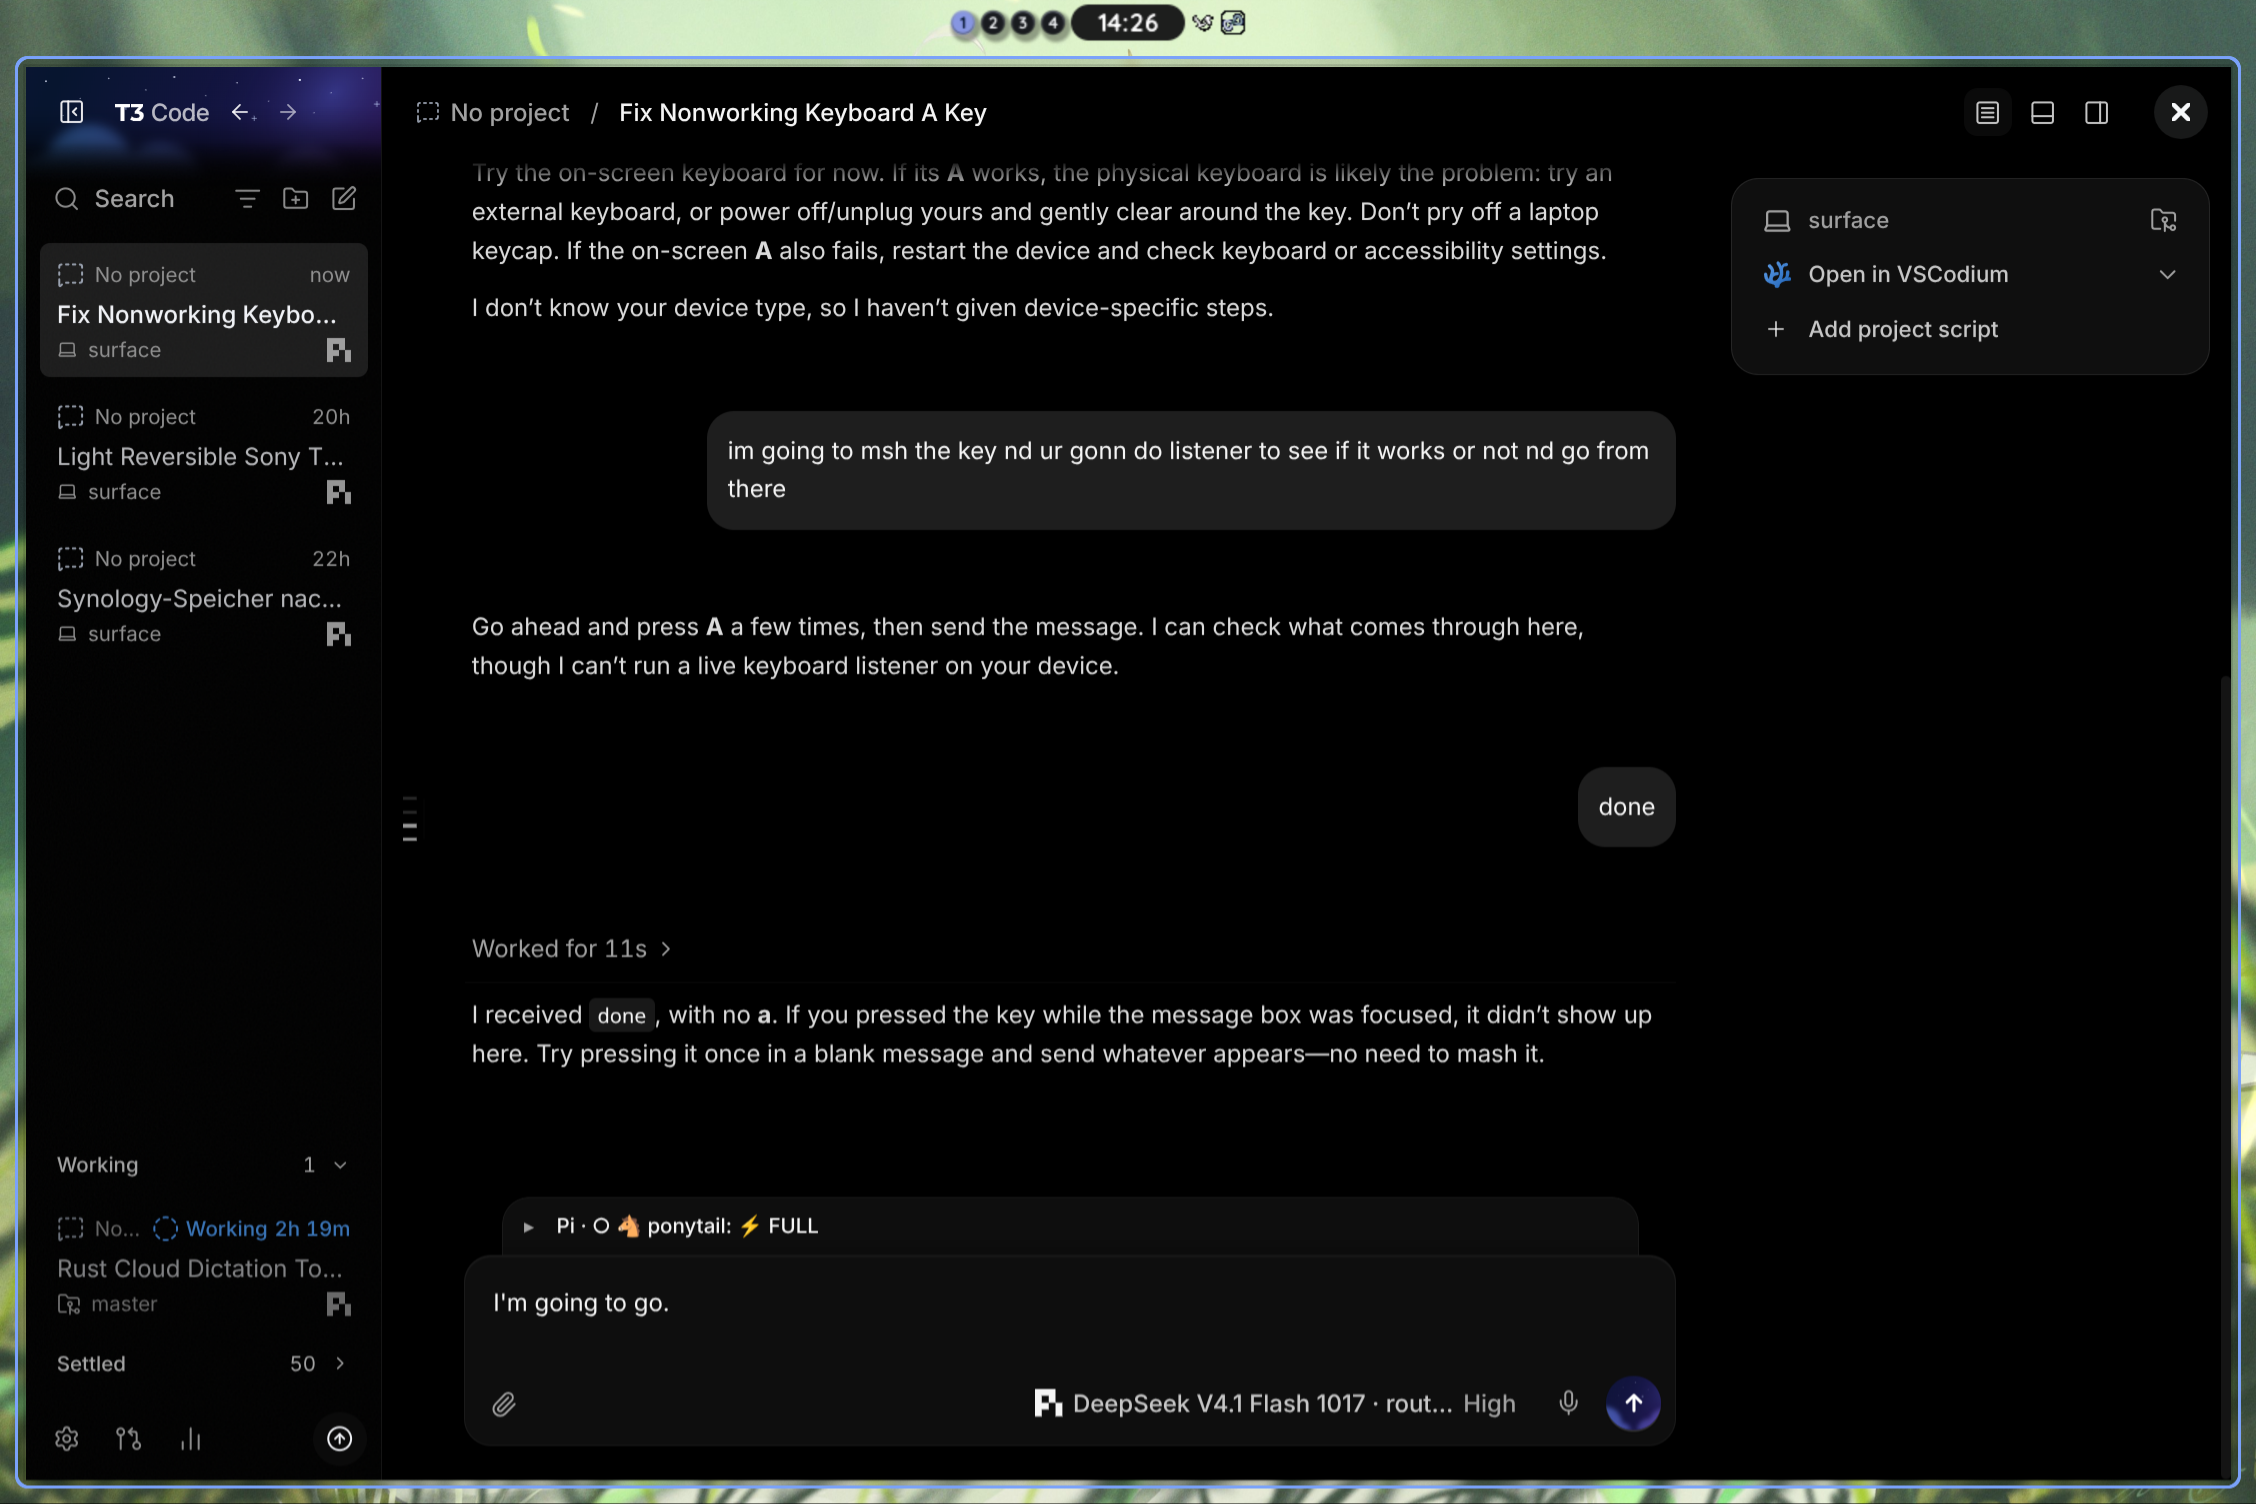 1 2 3 4 14:26
T3 Code
No project / Fix Nonworking Keyboard A Key
Search
No project now
Fix Nonworking Keybo...
surface
No project 20h
Light Reversible Sony T...
surface
No project 22h
Synology-Speicher nac...
surface
Working 1
No... Working 2h 19m
Rust Cloud Dictation To...
master
Settled 50
Try the on-screen keyboard for now. If its A works, the physical keyboard is likely the problem: try an
external keyboard, or power off/unplug yours and gently clear around the key. Don’t pry off a laptop
keycap. If the on-screen A also fails, restart the device and check keyboard or accessibility settings.
I don’t know your device type, so I haven’t given device-specific steps.
im going to msh the key nd ur gonn do listener to see if it works or not nd go from
there
Go ahead and press A a few times, then send the message. I can check what comes through here,
though I can’t run a live keyboard listener on your device.
done
Worked for 11s
I received done, with no a. If you pressed the key while the message box was focused, it didn’t show up
here. Try pressing it once in a blank message and send whatever appears—no need to mash it.
Pi · O 🐴 ponytail: ⚡ FULL
I'm going to go.
DeepSeek V4.1 Flash 1017 · rout... High
surface
Open in VSCodium
Add project script